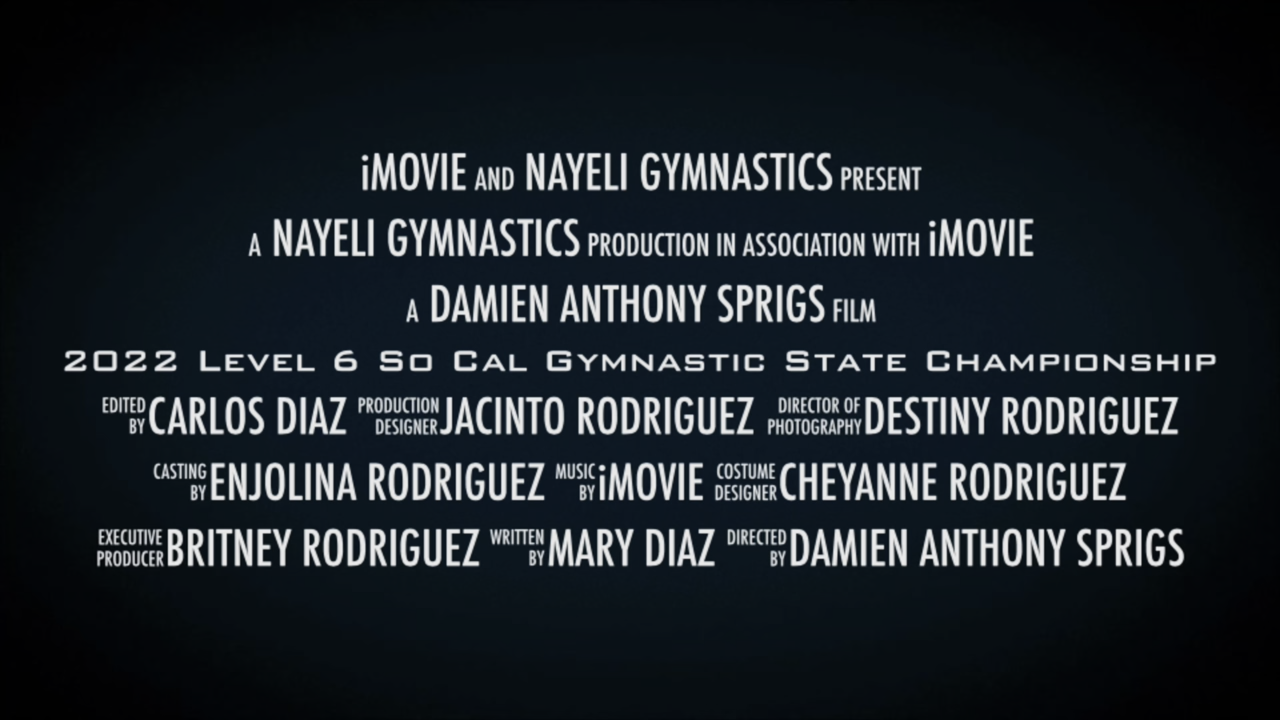 iMOVIE AND NAYELI GYMNASTICS PRESENT
A NAYELI GYMNASTICS PRODUCTION IN ASSOCIATION WITH iMOVIE
A DAMIEN ANTHONY SPRIGS FILM
2022 Level 6 So Cal Gymnastic State Championship
EDITED BY CARLOS DIAZ PRODUCTION DESIGNER JACINTO RODRIGUEZ DIRECTOR OF PHOTOGRAPHY DESTINY RODRIGUEZ
CASTING BY ENJOLINA RODRIGUEZ MUSIC BY iMOVIE COSTUME DESIGNER CHEYANNE RODRIGUEZ
EXECUTIVE PRODUCER BRITNEY RODRIGUEZ WRITTEN BY MARY DIAZ DIRECTED BY DAMIEN ANTHONY SPRIGS